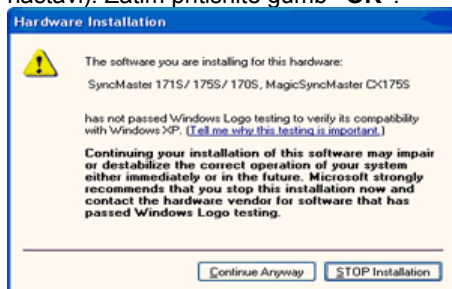 nastavi). Zatim pritisnite gumb "OK".
Hardware Installation
The software you are installing for this hardware:
SyncMaster 171S/ 175S/ 170S, MagicSyncMaster CX175S
has not passed Windows Logo testing to verify its compatibility
with Windows XP. (Tell me why this testing is important.)
Continuing your installation of this software may impair
or destabilize the correct operation of your system
either immediately or in the future. Microsoft strongly
recommends that you stop this installation now and
contact the hardware vendor for software that has
passed Windows Logo testing.
Continue Anyway
STOP Installation